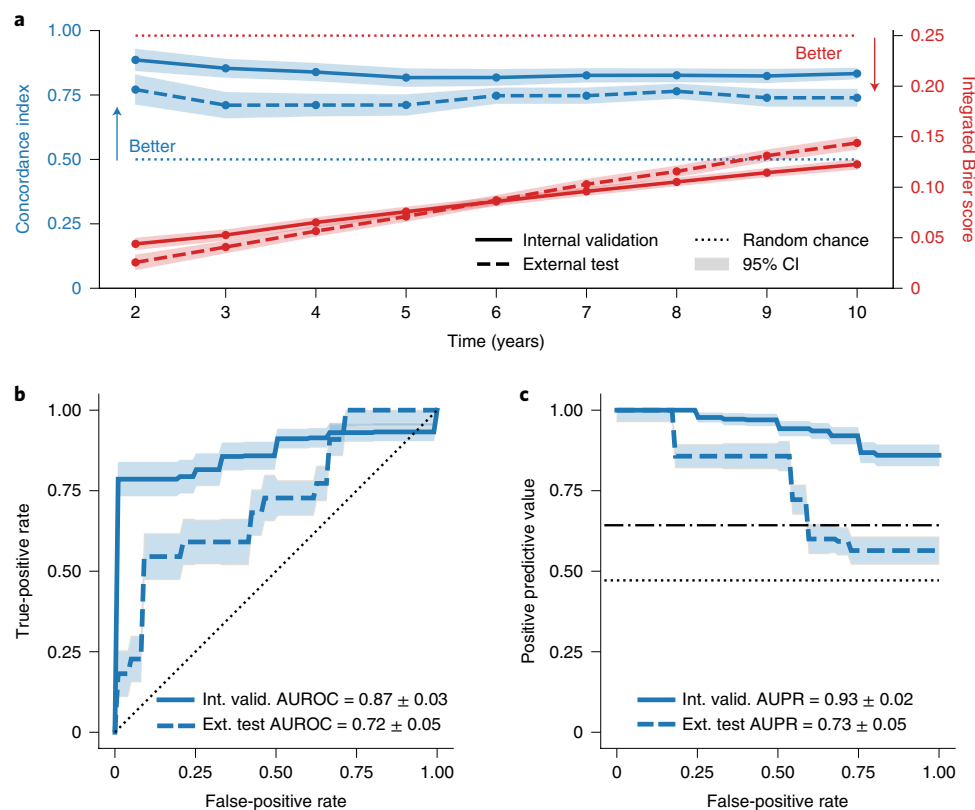 a
1.00
0.75
0.50
0.25
0
Concordance index
Better
Better
0.25
0.20
0.15
0.10
0.05
0
Integrated Brier score
Internal validation
External test
Random chance
95% CI
2 3 4 5 6 7 8 9 10
Time (years)
b
1.00
0.75
0.50
0.25
0
True-positive rate
Int. valid. AUROC = 0.87 ± 0.03
Ext. test AUROC = 0.72 ± 0.05
0 0.25 0.50 0.75 1.00
False-positive rate
c
1.00
0.75
0.50
0.25
0
Positive predictive value
Int. valid. AUPR = 0.93 ± 0.02
Ext. test AUPR = 0.73 ± 0.05
0 0.25 0.50 0.75 1.00
False-positive rate